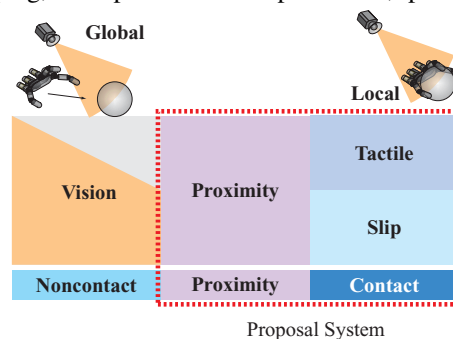 Global
Local
Vision
Proximity
Tactile
Slip
Noncontact
Proximity
Contact
Proposal System